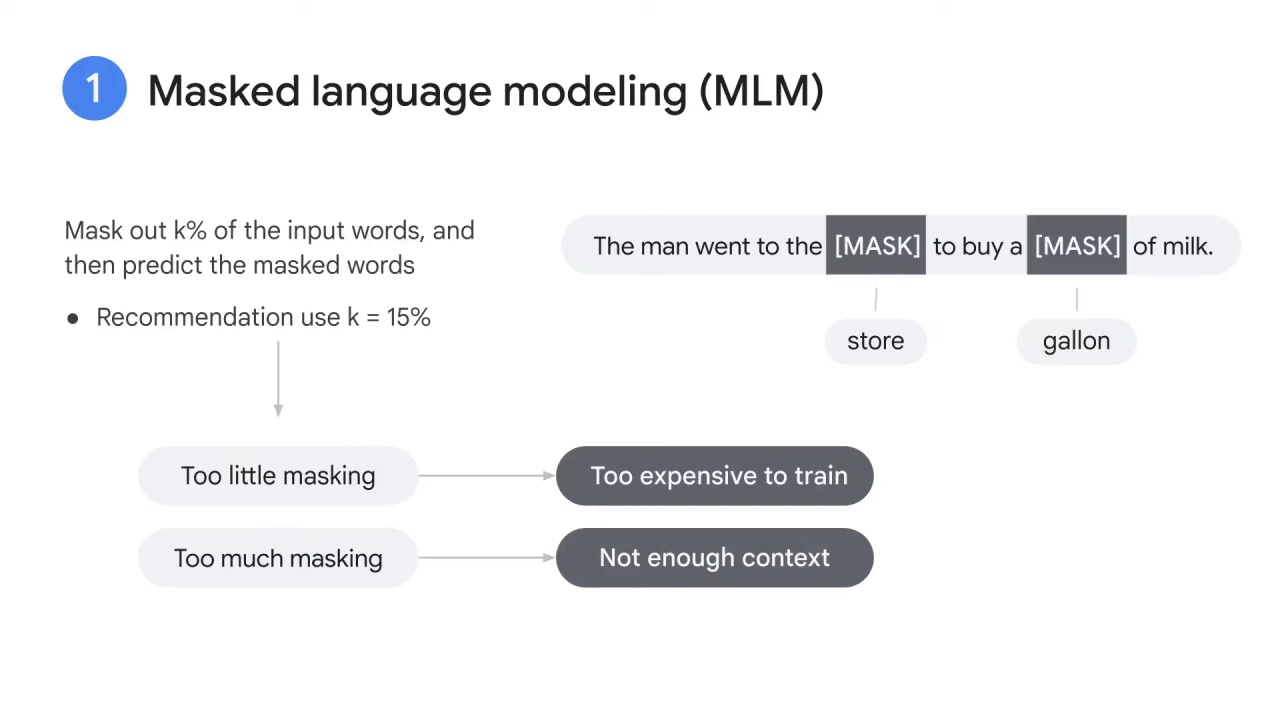 1 Masked language modeling (MLM)
Mask out k% of the input words, and
then predict the masked words
● Recommendation use k = 15%
The man went to the [MASK] to buy a [MASK] of milk.
store gallon
Too little masking Too expensive to train
Too much masking Not enough context